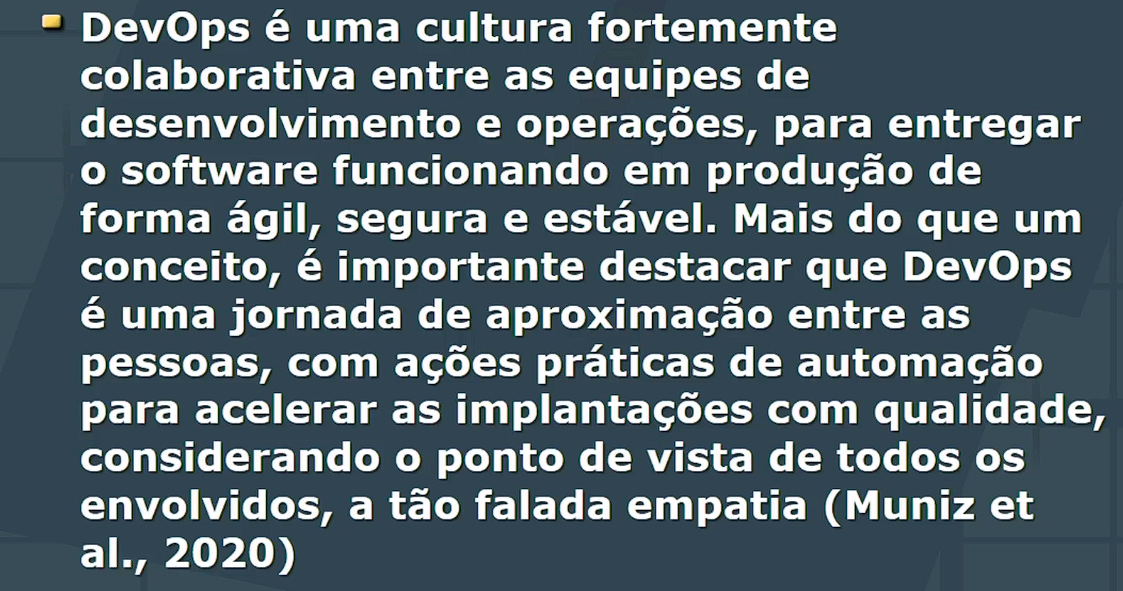 DevOps é uma cultura fortemente
colaborativa entre as equipes de
desenvolvimento e operações, para entregar
o software funcionando em produção de
forma ágil, segura e estável. Mais do que um
conceito, é importante destacar que DevOps
é uma jornada de aproximação entre as
pessoas, com ações práticas de automação
para acelerar as implantações com qualidade,
considerando o ponto de vista de todos os
envolvidos, a tão falada empatia (Muniz et
al., 2020)